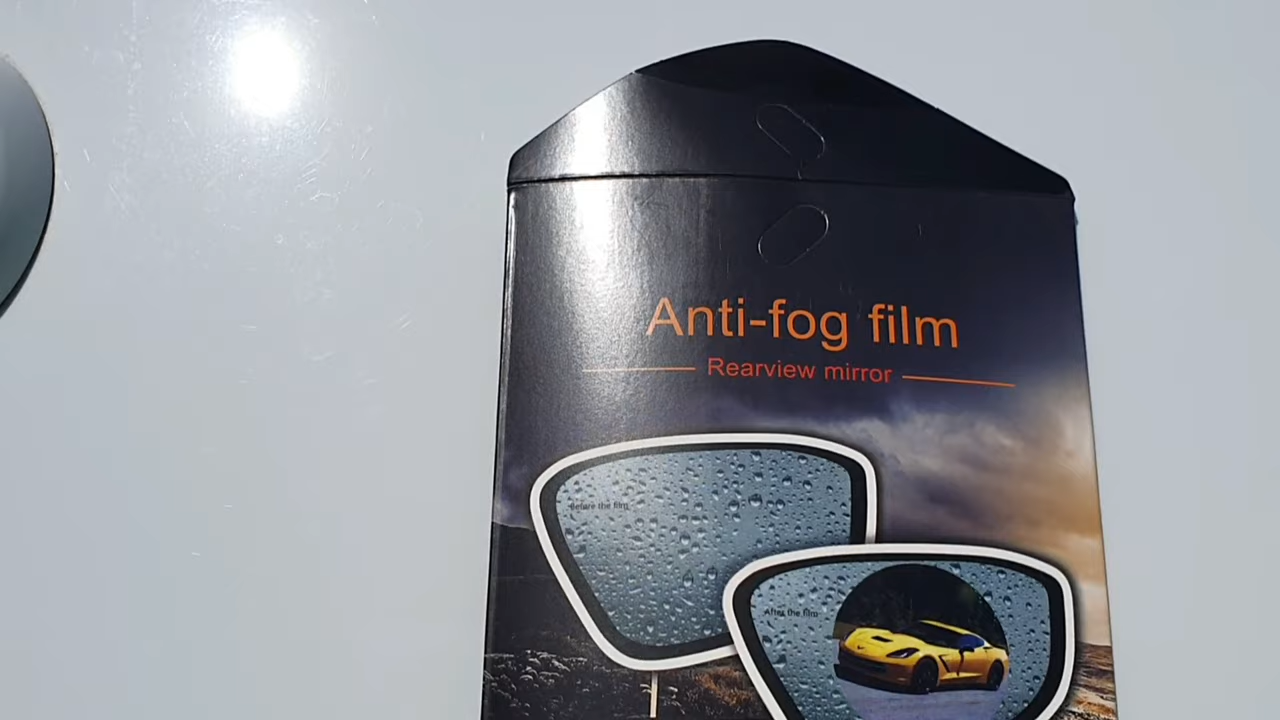 Anti-fog film
Rearview mirror
Before the film
After the film